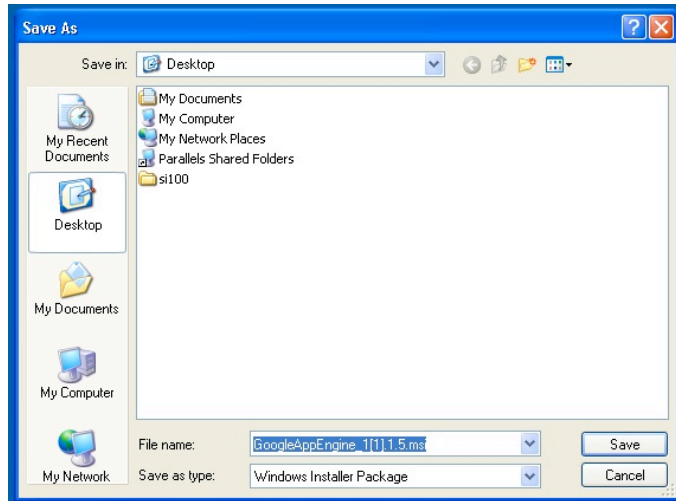 Save As
Save in:
Desktop
My Recent
Documents
Desktop
My Documents
My Computer
My Network
My Documents
My Computer
My Network Places
Parallels Shared Folders
si100
File name:
GoogleAppEngine_1[1].1.5.msi
Save
Save as type:
Windows Installer Package
Cancel